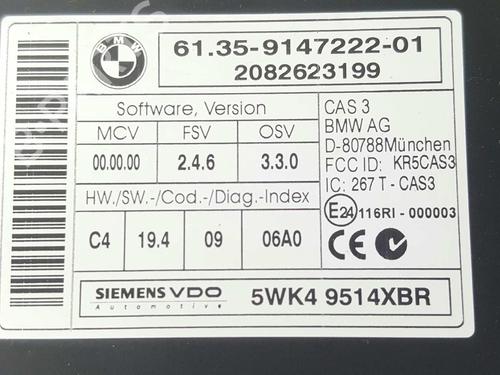 BMW
61.35-9147222-01
2082623199
Software, Version
MCV FSV OSV
00.00.00 2.4.6 3.3.0
HW./SW.-/Cod.-/Diag.-Index
C4 19.4 09 06A0
CAS 3
BMW AG
D-80788München
FCC ID: KR5CAS3
IC: 267 T - CAS3
E24 116RI - 000003
CE
SIEMENS VDO
Automotive
5WK4 9514XBR